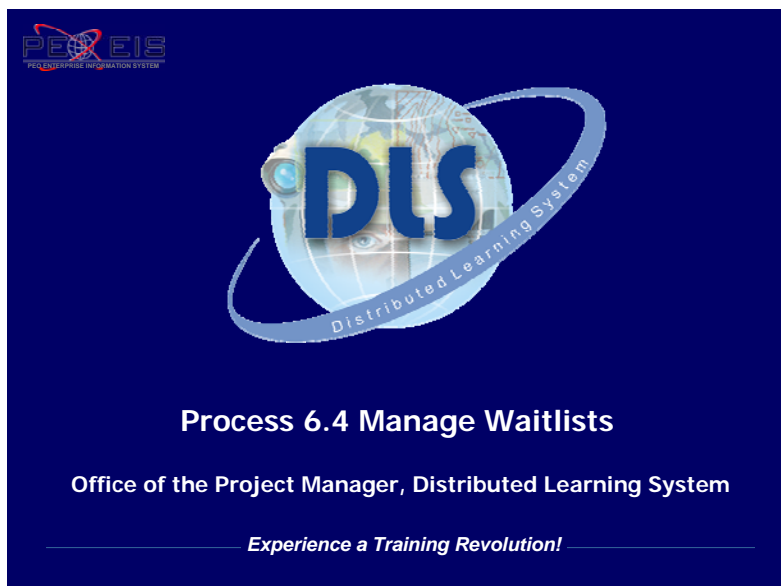 PEO EIS
PEO ENTERPRISE INFORMATION SYSTEM
DLS
Distributed Learning System
Process 6.4 Manage Waitlists
Office of the Project Manager, Distributed Learning System
Experience a Training Revolution!